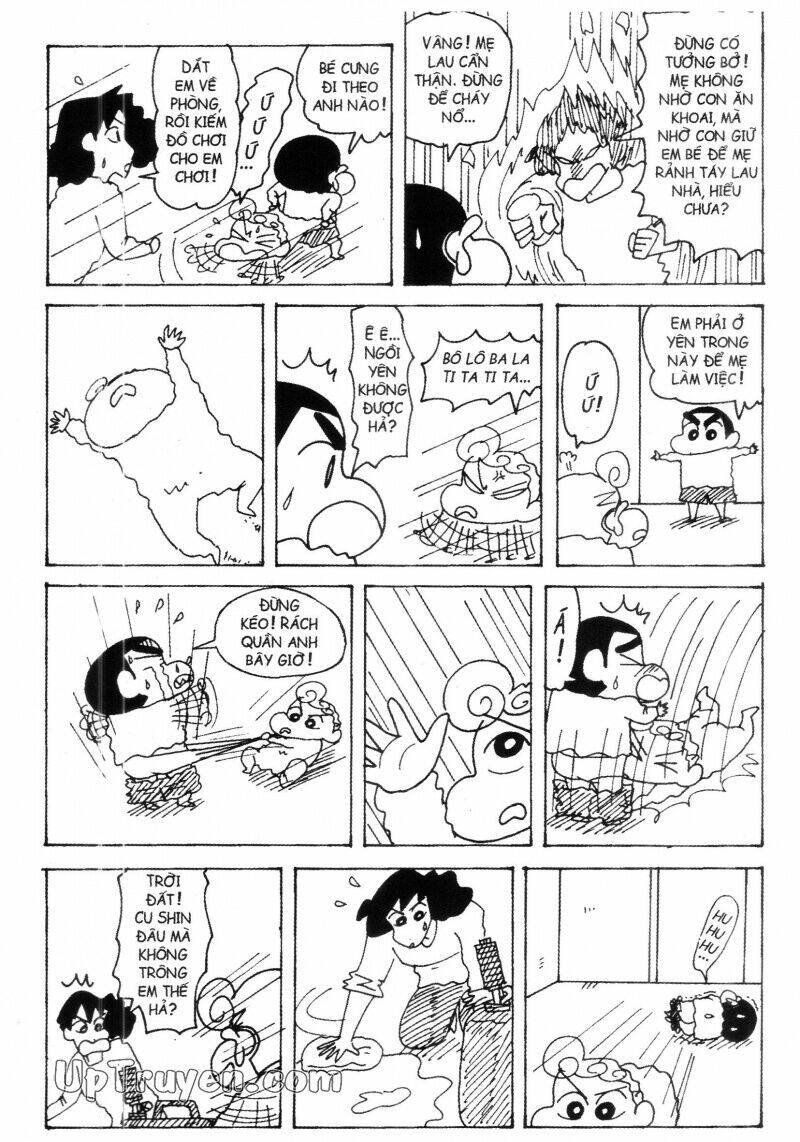 ĐỪNG CÓ
TƯỞNG BỞ!
MẸ KHÔNG
NHỜ CON ĂN
KHOAI, MÀ
NHỜ CON GIỮ
EM BÉ ĐỂ MẸ
RẢNH TÁY LAU
NHÀ, HIỂU
CHƯA?
VÂNG! MẸ
LAU CẨN
THẬN. ĐỪNG
ĐỂ CHÁY
NỔ...
BÉ CƯNG
ĐI THEO
ANH NÀO!
Ứ
Ứ
Ứ
...
DẮT
EM VỀ
PHÒNG,
RỒI KIẾM
ĐỒ CHƠI
CHO EM
CHƠI!
EM PHẢI Ở
YÊN TRONG
NÀY ĐỂ MẸ
LÀM VIỆC!
Ứ
Ứ!
BÔ LÔ BA LA
TI TA TI TA...
Ê Ê...
NGỒI
YÊN
KHÔNG
ĐƯỢC
HẢ?
Á!
ĐỪNG
KÉO! RÁCH
QUẦN ANH
BÂY GIỜ!
HU
HU
HU
...
TRỜI
ĐẤT!
CU SHIN
ĐÂU MÀ
KHÔNG
TRÔNG
EM THẾ
HẢ?
UpTruyen.com